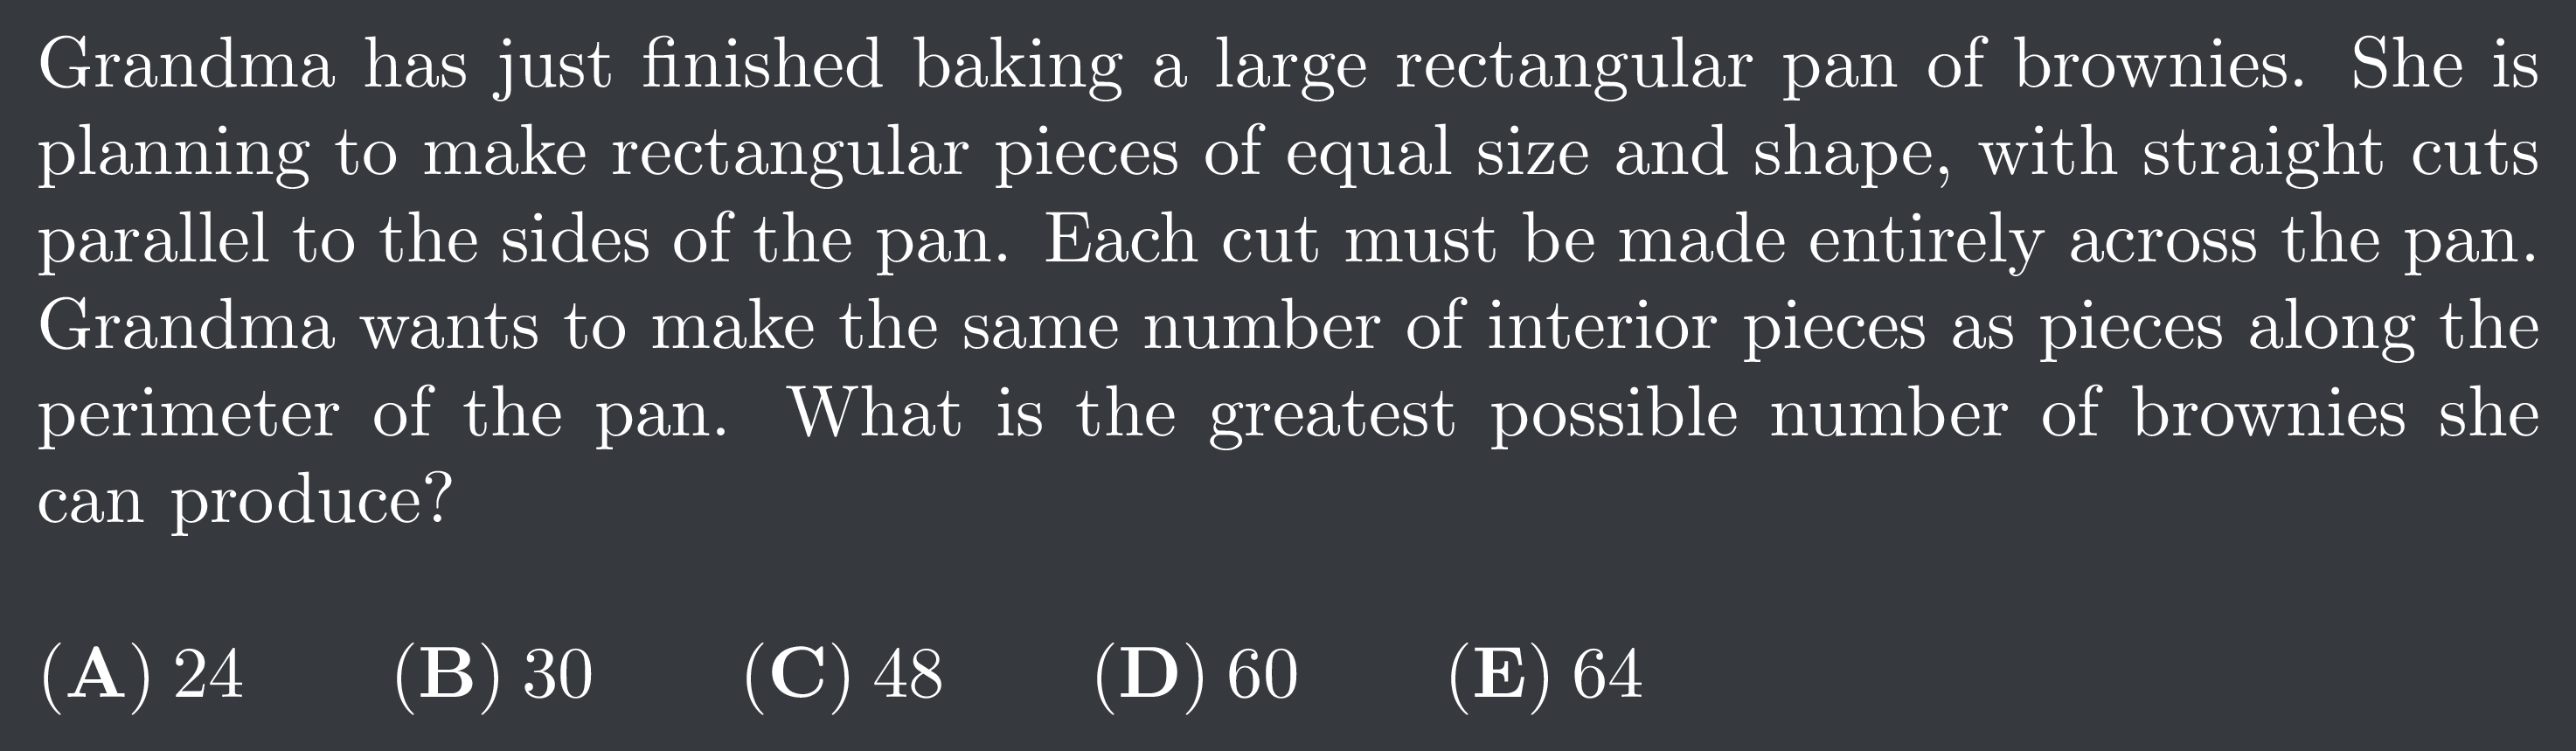 Grandma has just finished baking a large rectangular pan of brownies. She is
planning to make rectangular pieces of equal size and shape, with straight cuts
parallel to the sides of the pan. Each cut must be made entirely across the pan.
Grandma wants to make the same number of interior pieces as pieces along the
perimeter of the pan. What is the greatest possible number of brownies she
can produce?
(A) 24 (B) 30 (C) 48 (D) 60 (E) 64